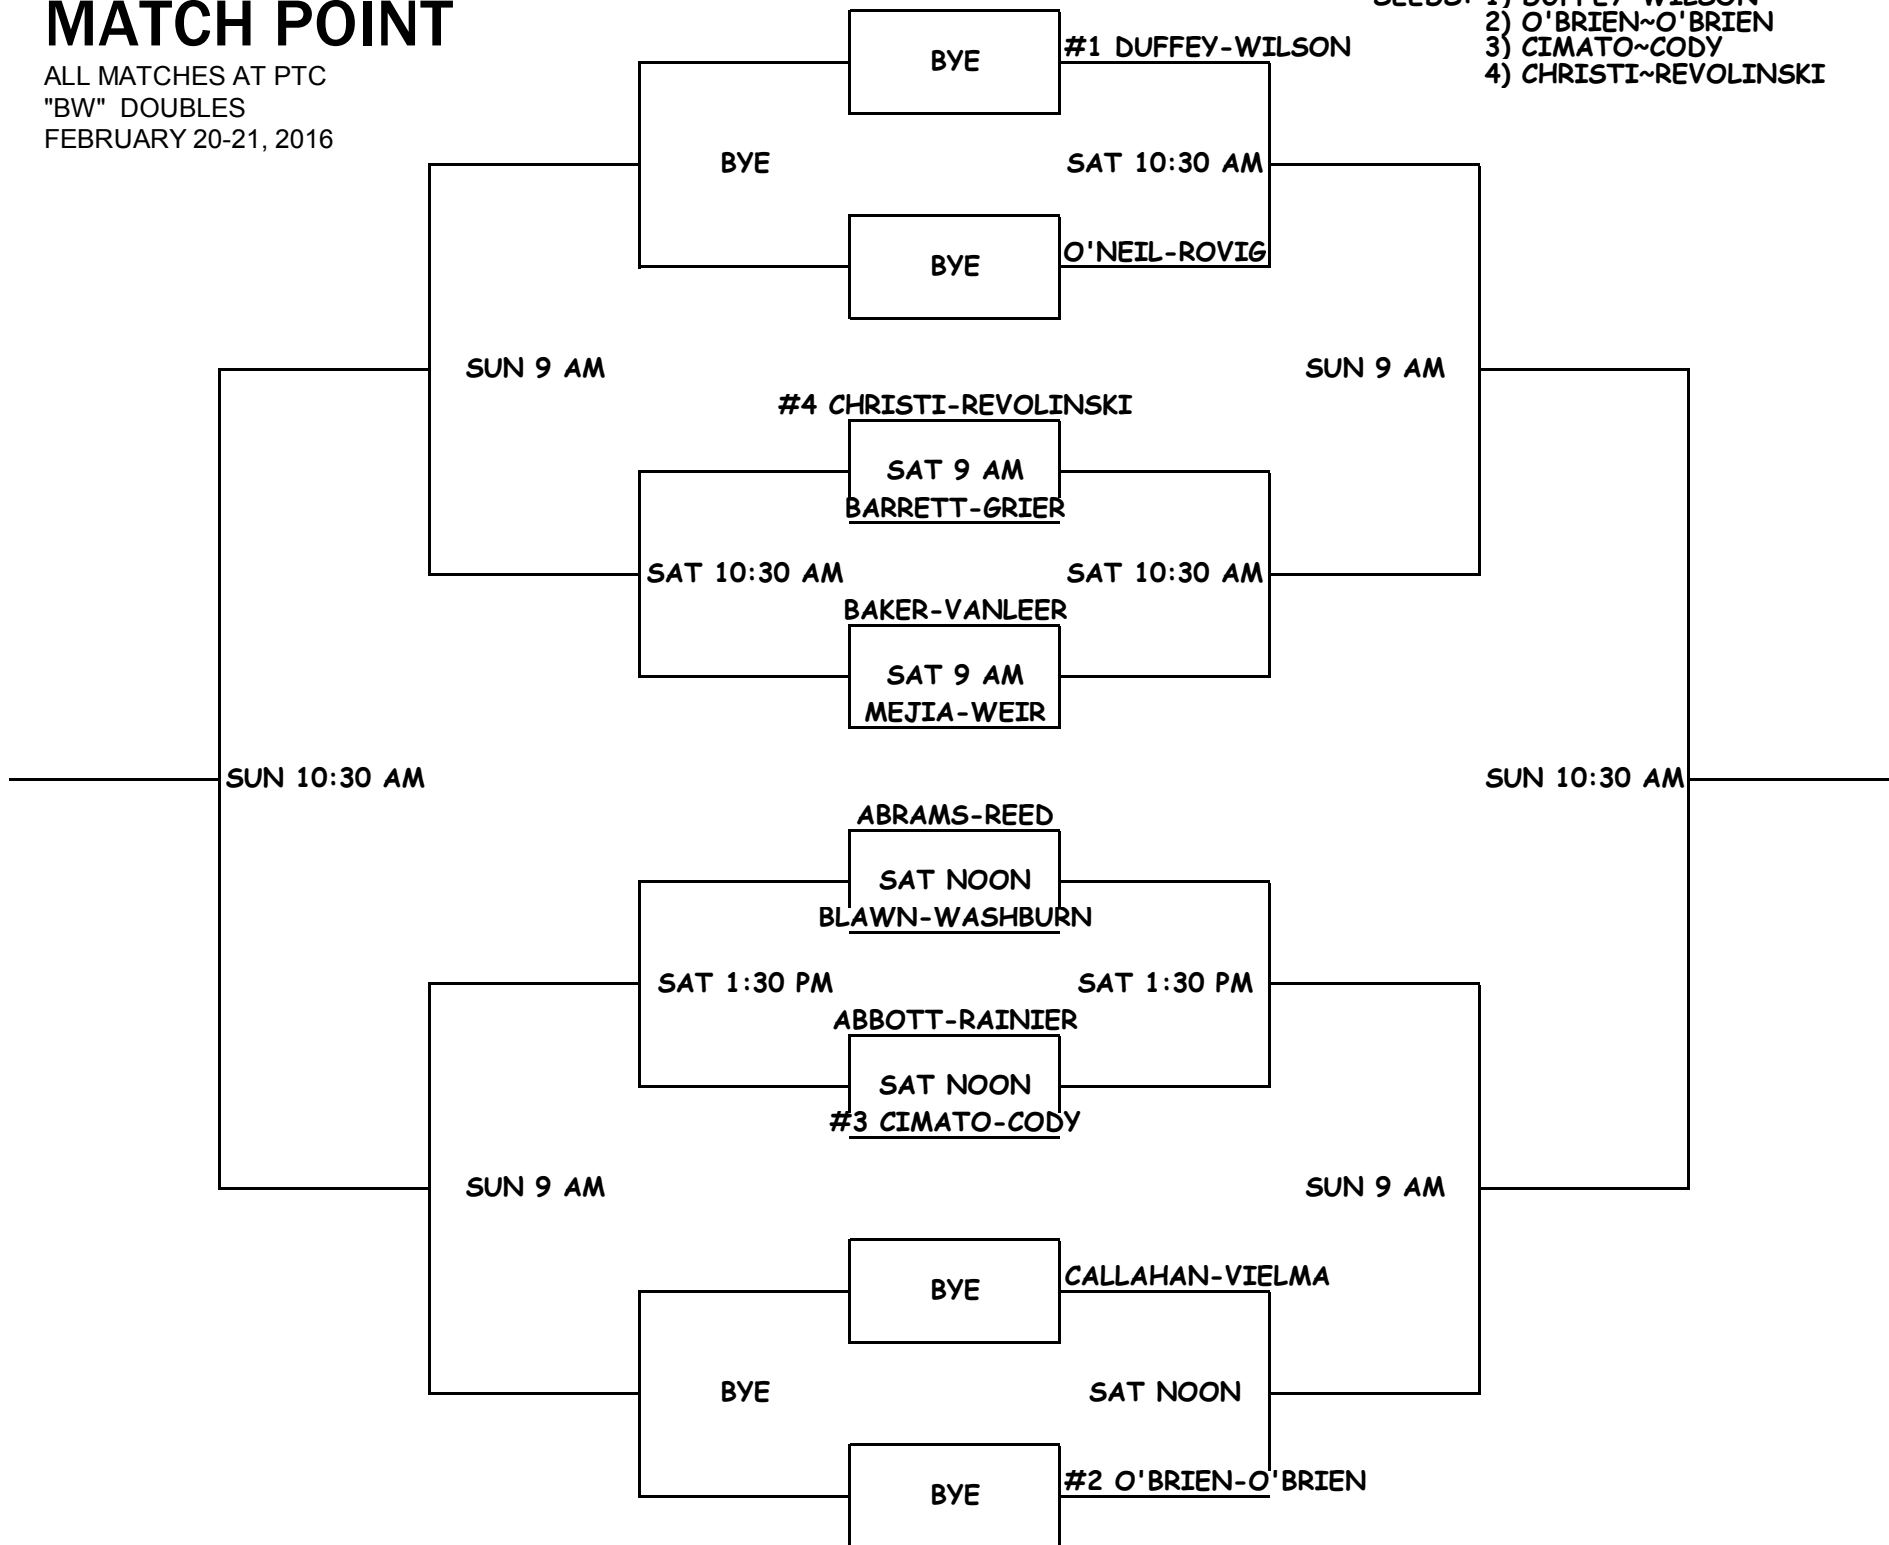 MATCH POINT
ALL MATCHES AT PTC
"BW" DOUBLES
FEBRUARY 20-21, 2016
SEEDS: 1) DUFFEY~WILSON
2) O'BRIEN~O'BRIEN
3) CIMATO~CODY
4) CHRISTI~REVOLINSKI
BYE
#1 DUFFEY-WILSON
BYE
SAT 10:30 AM
BYE
O'NEIL-ROVIG
SUN 9 AM
SUN 9 AM
#4 CHRISTI-REVOLINSKI
SAT 9 AM
BARRETT-GRIER
SAT 10:30 AM
SAT 10:30 AM
BAKER-VANLEER
SAT 9 AM
MEJIA-WEIR
SUN 10:30 AM
SUN 10:30 AM
ABRAMS-REED
SAT NOON
BLAWN-WASHBURN
SAT 1:30 PM
SAT 1:30 PM
ABBOTT-RAINIER
SAT NOON
#3 CIMATO-CODY
SUN 9 AM
SUN 9 AM
BYE
CALLAHAN-VIELMA
BYE
SAT NOON
BYE
#2 O'BRIEN-O'BRIEN